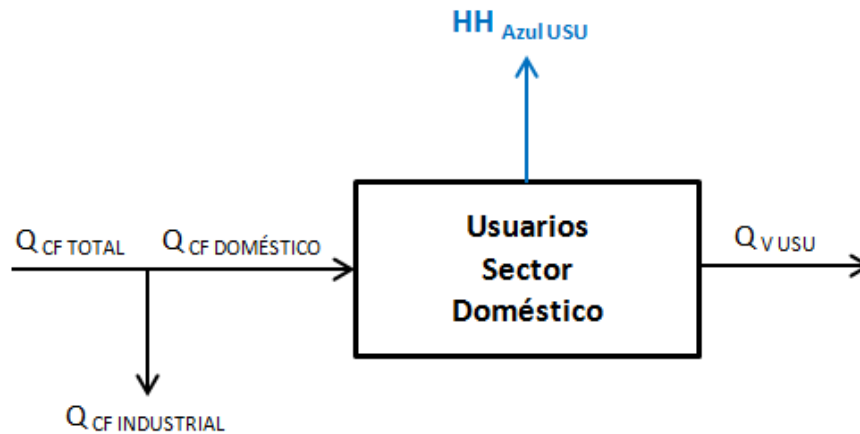 HH Azul USU
Q CF TOTAL
Q CF DOMÉSTICO
Usuarios
Sector
Doméstico
Q V USU
Q CF INDUSTRIAL